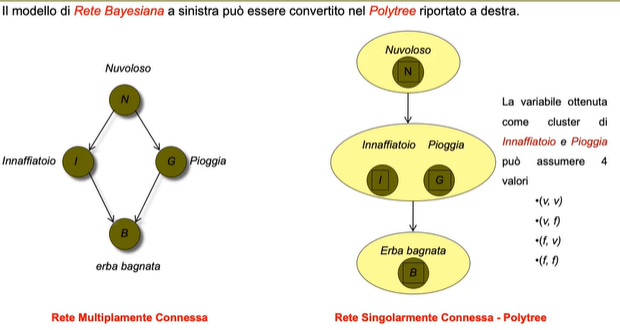 Il modello di Rete Bayesiana a sinistra può essere convertito nel Polytree riportato a destra.
Nuvoloso
N
Innaffiatoio
I
G
Pioggia
B
erba bagnata
Rete Multiplamente Connessa
Nuvoloso
N
Innaffiatoio Pioggia
I
G
Erba bagnata
B
Rete Singolarmente Connessa - Polytree
La variabile ottenuta
come cluster di
Innaffiatoio e Pioggia
può assumere 4
valori
•(v, v)
•(v, f)
•(f, v)
•(f, f)